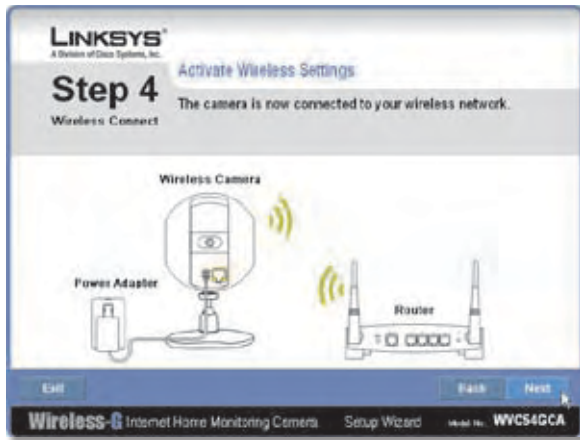 LINKSYS®
A Division of Cisco Systems, Inc.
Step 4
Wireless Connect
Activate Wireless Settings
The camera is now connected to your wireless network.
Wireless Camera
Power Adapter
Router
Exit
Back
Next
Wireless-G Internet Home Monitoring Camera
Setup Wizard
Model No.
WVC54GCA